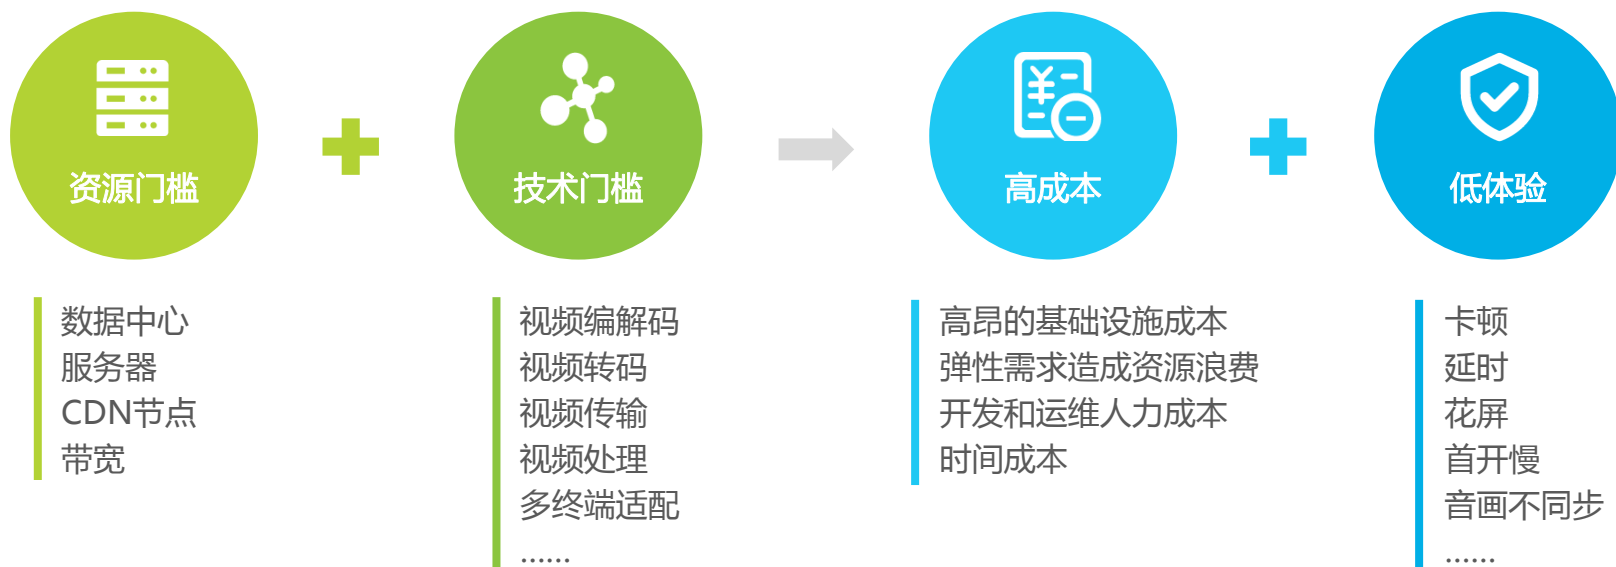 资源门槛
数据中心
服务器
CDN节点
带宽
技术门槛
视频编解码
视频转码
视频传输
视频处理
多终端适配
......
高成本
高昂的基础设施成本
弹性需求造成资源浪费
开发和运维人力成本
时间成本
低体验
卡顿
延时
花屏
首开慢
音画不同步
......